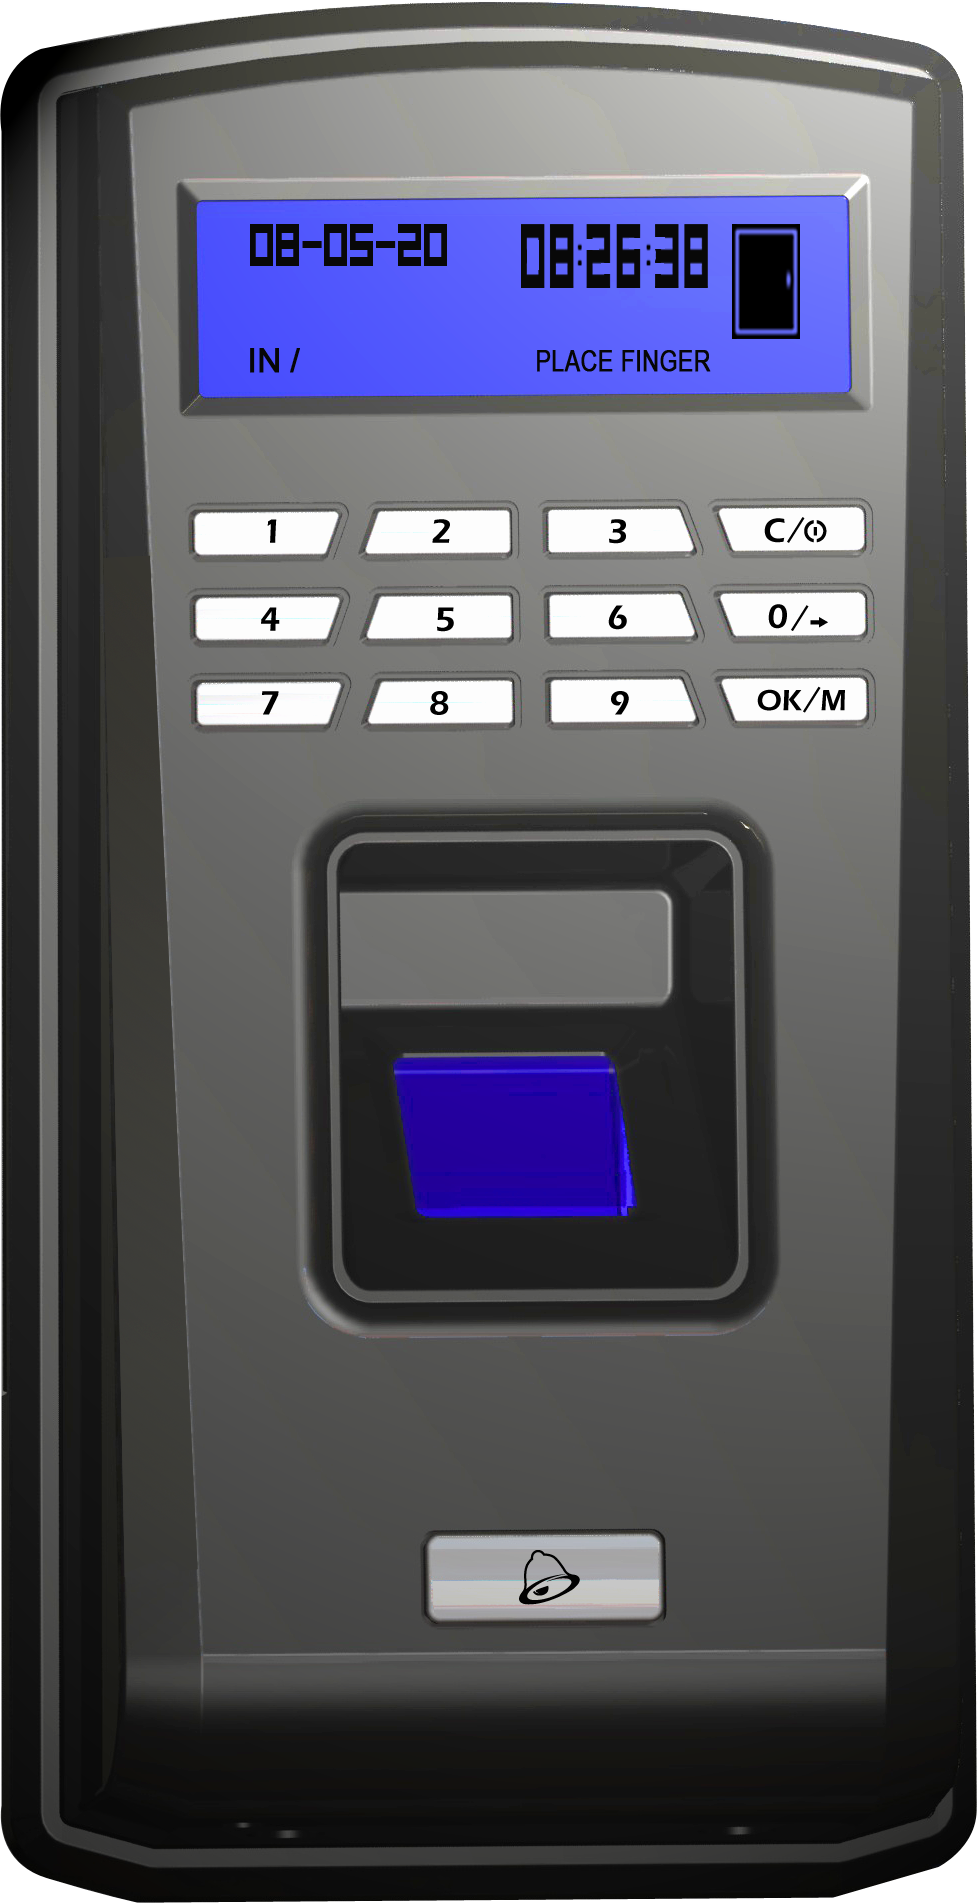 08-05-20 08:26:38
IN / PLACE FINGER
1 2 3 C/⏼
4 5 6 0/→
7 8 9 OK/M